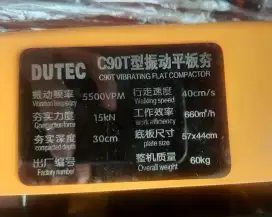 DUTEC C90T型振动平板夯
C90T VIBRATING FLAT COMPACTOR
振动频率 5500VPM 行走速度 40cm/s
Vibration frequency Walking speed
夯实力度 15kN 工作效率 660m²/h
Compaction force work efficiency
夯实深度 30cm 底板尺寸 57x44cm
compacted depth plate size
出厂编号 整机质量 60kg
Factory number Overall weight